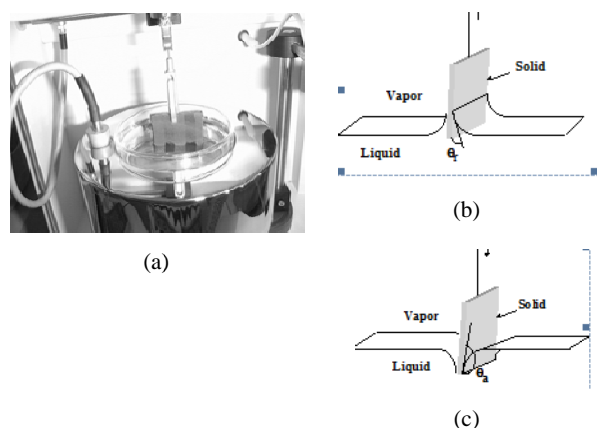 Vapor
Solid
Liquid
θr
(b)
(a)
Vapor
Solid
Liquid
θa
(c)